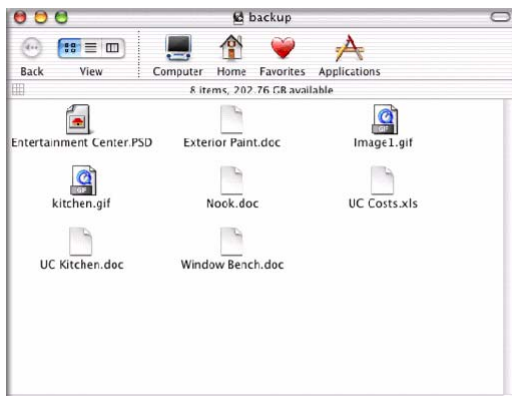 backup
Back View Computer Home Favorites Applications
8 items, 202.76 GB available
Entertainment Center.PSD Exterior Paint.doc Image1.gif
kitchen.gif Nook.doc UC Costs.xls
UC Kitchen.doc Window Bench.doc